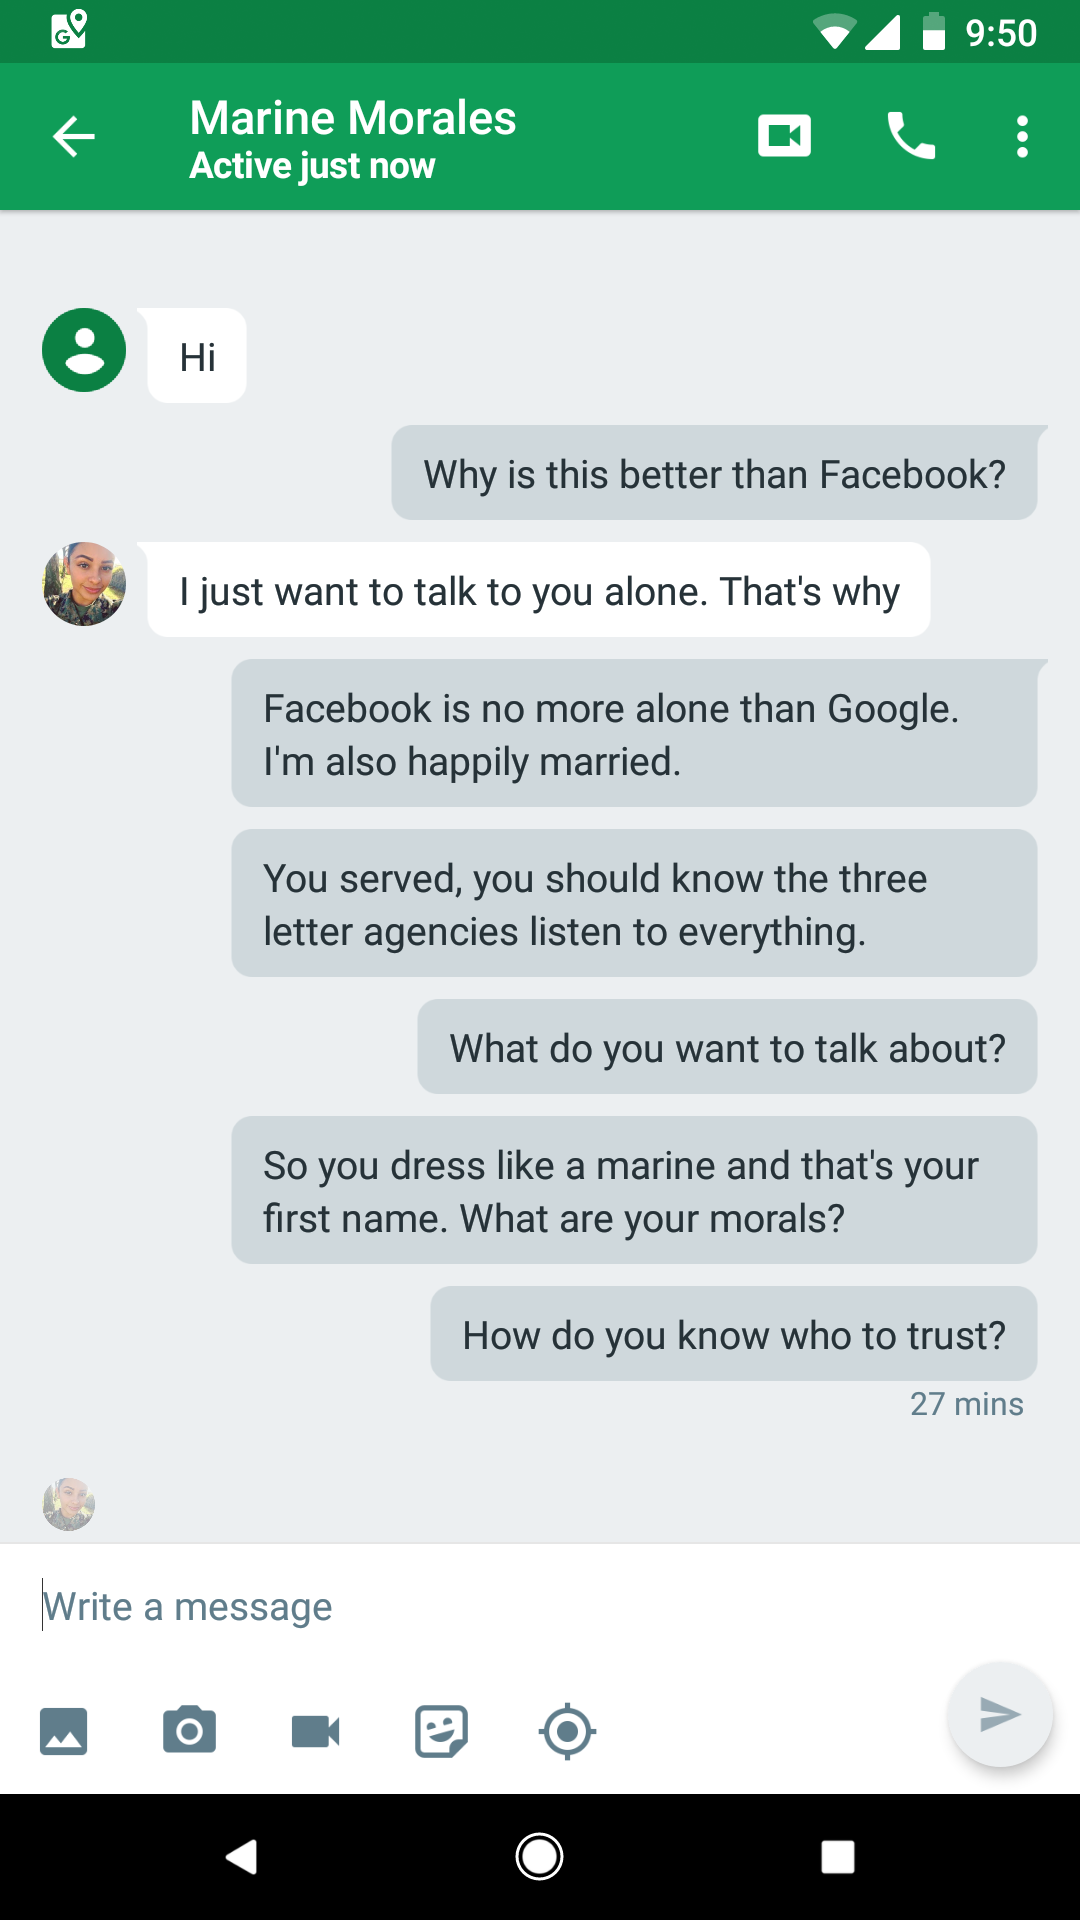 G
9:50
Marine Morales
Active just now
Hi
Why is this better than Facebook?
I just want to talk to you alone. That's why
Facebook is no more alone than Google.
I'm also happily married.
You served, you should know the three
letter agencies listen to everything.
What do you want to talk about?
So you dress like a marine and that's your
first name. What are your morals?
How do you know who to trust?
27 mins
Write a message